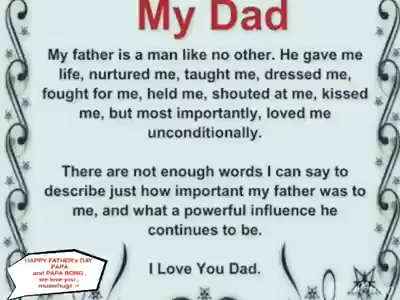 My Dad
My father is a man like no other. He gave me
life, nurtured me, taught me, dressed me,
fought for me, held me, shouted at me, kissed
me, but most importantly, loved me
unconditionally.
There are not enough words I can say to
describe just how important my father was to
me, and what a powerful influence he
continues to be.
I Love You Dad.
HAPPY FATHER's DAY
PAPA
and PAPA BONG ,
we love you ,
muawhugz ~